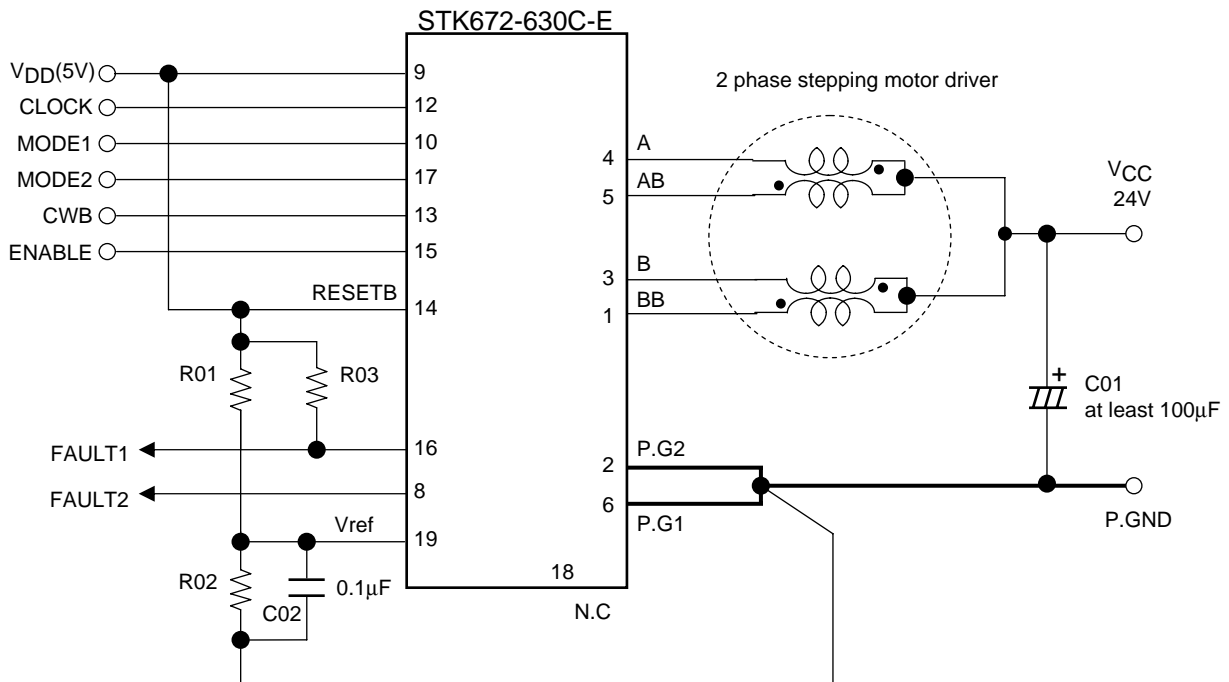 STK672-630C-E
VDD(5V)
9
CLOCK
12
MODE1
10
MODE2
17
CWB
13
ENABLE
15
RESETB
14
R01
R03
FAULT1
16
FAULT2
8
Vref
19
R02
C02
0.1µF
18
N.C
2 phase stepping motor driver
4
A
5
AB
3
B
1
BB
VCC
24V
+
C01
at least 100µF
2
P.G2
6
P.G1
P.GND